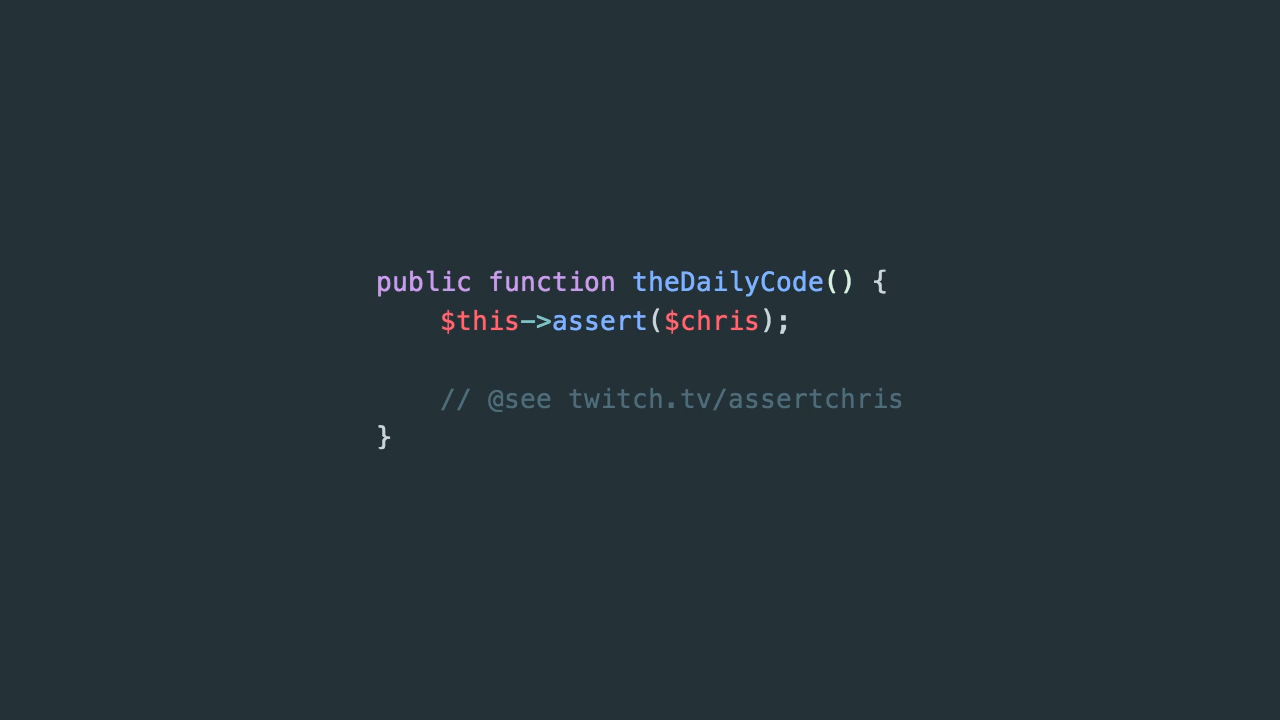 public function theDailyCode() {
    $this->assert($chris);
    // @see twitch.tv/assertchris
}